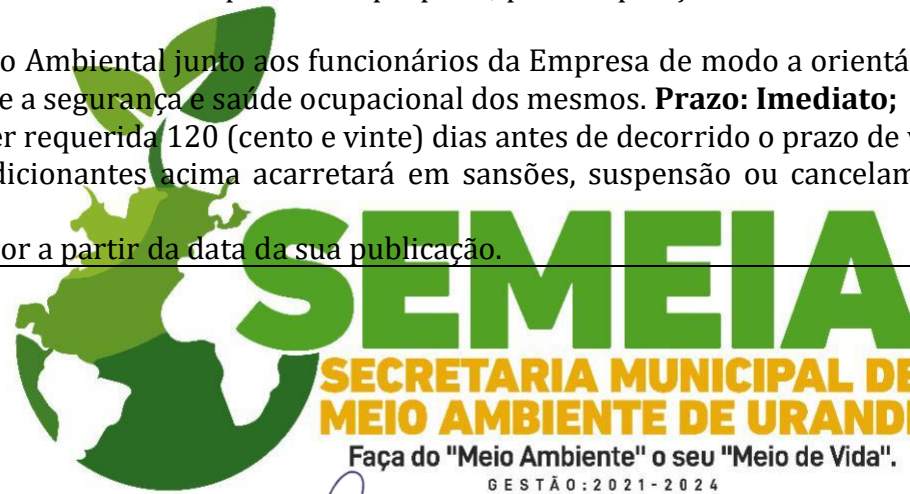 o Ambiental junto aos funcionários da Empresa de modo a orientá
e a segurança e saúde ocupacional dos mesmos. Prazo: Imediato;
er requerida 120 (cento e vinte) dias antes de decorrido o prazo de
dicionantes acima acarretará em sansões, suspensão ou cancelam
or a partir da data da sua publicação.
SEMEIA
SECRETARIA MUNICIPAL DE
MEIO AMBIENTE DE URANDI
Faça do "Meio Ambiente" o seu "Meio de Vida".
GESTÃO:2021-2024